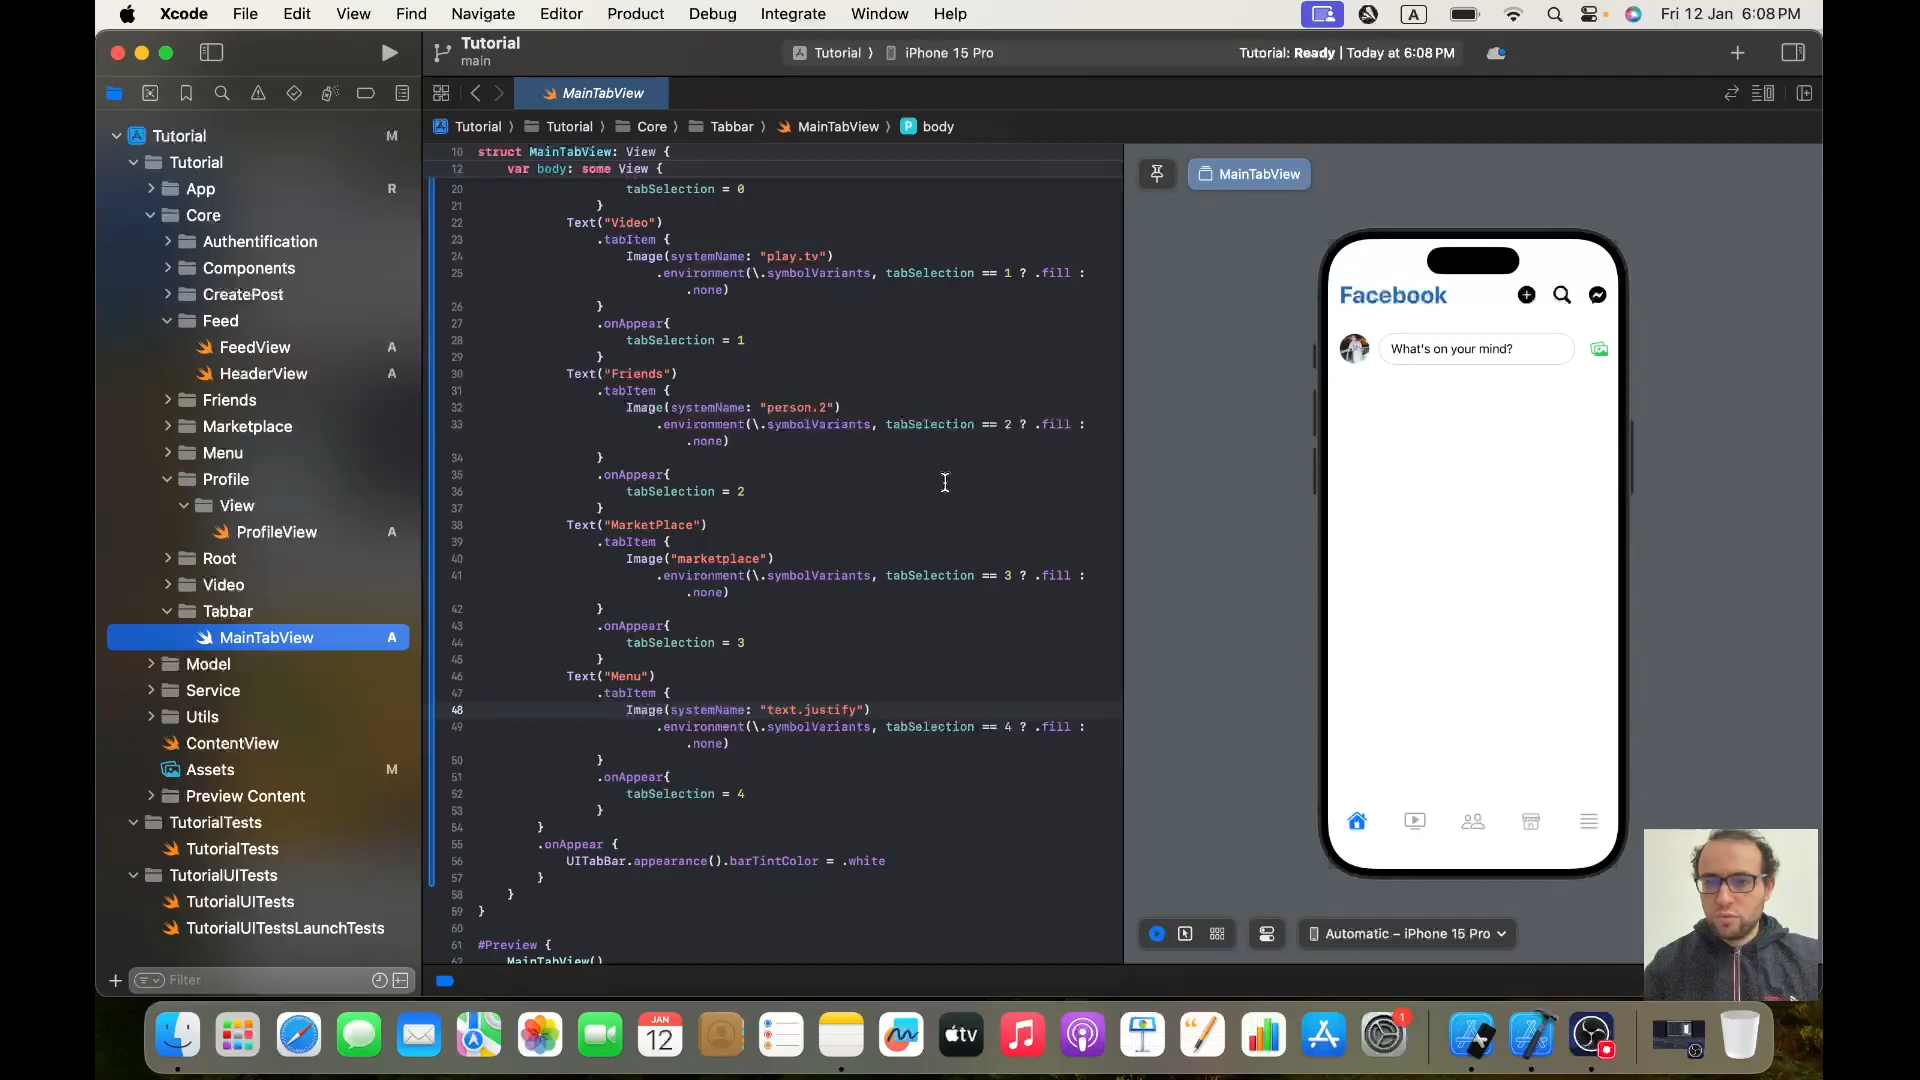 Xcode File Edit View Find Navigate Editor Product Debug Integrate Window Help
A Fri 12 Jan 6:08 PM
Tutorial
main
Tutorial 〉 iPhone 15 Pro
Tutorial: Ready | Today at 6:08 PM
MainTabView
Tutorial 〉 Tutorial 〉 Core 〉 Tabbar 〉 MainTabView 〉 P body
Tutorial M
Tutorial
App R
Core
Authentification
Components
CreatePost
Feed
FeedView A
HeaderView A
Friends
Marketplace
Menu
Profile
View
ProfileView A
Root
Video
Tabbar
MainTabView A
Model
Service
Utils
ContentView
Assets M
Preview Content
TutorialTests
TutorialTests
TutorialUITests
TutorialUITests
TutorialUITestsLaunchTests
Filter
10 struct MainTabView: View {
12 var body: some View {
20 tabSelection = 0
21 }
22 Text("Video")
23 .tabItem {
24 Image(systemName: "play.tv")
25 .environment(\.symbolVariants, tabSelection == 1 ? .fill :
.none)
26 }
27 .onAppear{
28 tabSelection = 1
29 }
30 Text("Friends")
31 .tabItem {
32 Image(systemName: "person.2")
33 .environment(\.symbolVariants, tabSelection == 2 ? .fill :
.none)
34 }
35 .onAppear{
36 tabSelection = 2
37 }
38 Text("MarketPlace")
39 .tabItem {
40 Image("marketplace")
41 .environment(\.symbolVariants, tabSelection == 3 ? .fill :
.none)
42 }
43 .onAppear{
44 tabSelection = 3
45 }
46 Text("Menu")
47 .tabItem {
48 Image(systemName: "text.justify")
49 .environment(\.symbolVariants, tabSelection == 4 ? .fill :
.none)
50 }
51 .onAppear{
52 tabSelection = 4
53 }
54 }
55 .onAppear {
56 UITabBar.appearance().barTintColor = .white
57 }
58 }
59 }
60
61 #Preview {
62 MainTabView()
MainTabView
Facebook
What's on your mind?
Automatic – iPhone 15 Pro
JAN
12
tv
1